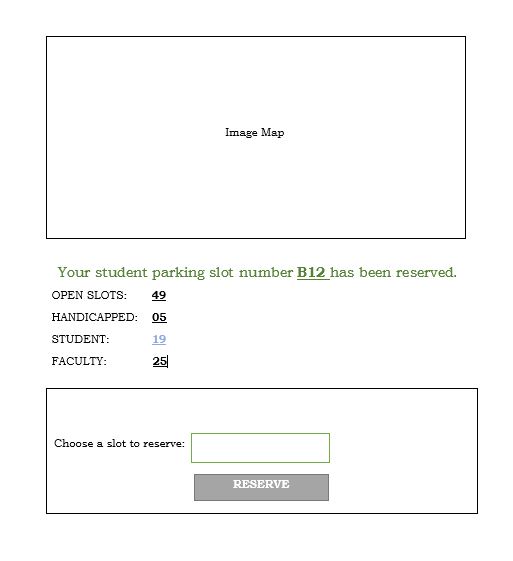 Image Map
Your student parking slot number B12 has been reserved.
OPEN SLOTS: 49
HANDICAPPED: 05
STUDENT: 19
FACULTY: 25
Choose a slot to reserve:
RESERVE